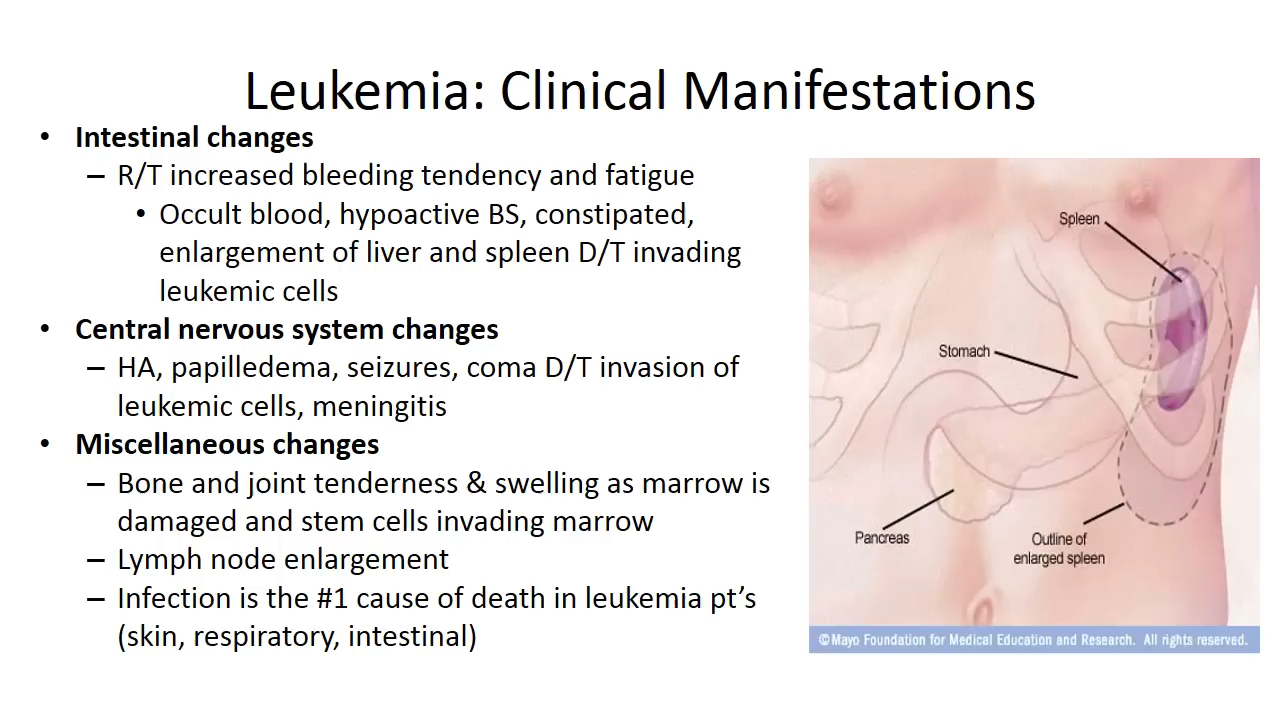 Leukemia: Clinical Manifestations
• Intestinal changes
– R/T increased bleeding tendency and fatigue
• Occult blood, hypoactive BS, constipated,
enlargement of liver and spleen D/T invading
leukemic cells
• Central nervous system changes
– HA, papilledema, seizures, coma D/T invasion of
leukemic cells, meningitis
• Miscellaneous changes
– Bone and joint tenderness & swelling as marrow is
damaged and stem cells invading marrow
– Lymph node enlargement
– Infection is the #1 cause of death in leukemia pt’s
(skin, respiratory, intestinal)
Spleen
Stomach
Pancreas
Outline of
enlarged spleen
©Mayo Foundation for Medical Education and Research. All rights reserved.